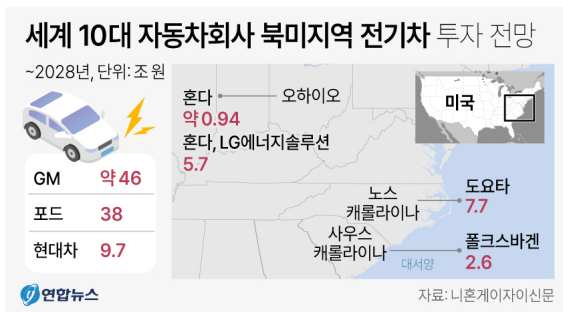 세계 10대 자동차회사 북미지역 전기차 투자 전망
~2028년, 단위: 조 원
GM 약 46
포드 38
현대차 9.7
혼다
약 0.94
오하이오
혼다, LG에너지솔루션
5.7
미국
노스
캐롤라이나
도요타
7.7
사우스
캐롤라이나
폴크스바겐
2.6
대서양
연합뉴스
자료: 니혼게이자이신문